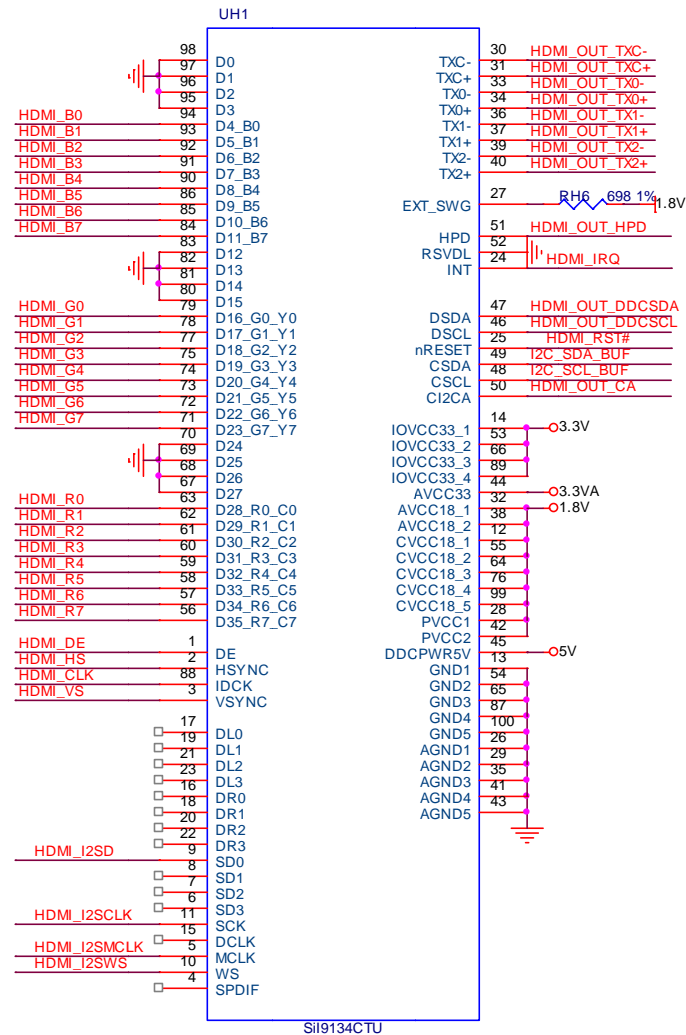 UH1
98 D0
97 D1
96 D2
95 D3
HDMI_B0 94 D4_B0
HDMI_B1 93 D5_B1
HDMI_B2 92 D6_B2
HDMI_B3 91 D7_B3
HDMI_B4 90 D8_B4
HDMI_B5 86 D9_B5
HDMI_B6 85 D10_B6
HDMI_B7 84 D11_B7
83 D12
82 D13
81 D14
80 D15
HDMI_G0 79 D16_G0_Y0
HDMI_G1 78 D17_G1_Y1
HDMI_G2 77 D18_G2_Y2
HDMI_G3 75 D19_G3_Y3
HDMI_G4 74 D20_G4_Y4
HDMI_G5 73 D21_G5_Y5
HDMI_G6 72 D22_G6_Y6
HDMI_G7 71 D23_G7_Y7
70 D24
69 D25
68 D26
67 D27
HDMI_R0 63 D28_R0_C0
HDMI_R1 62 D29_R1_C1
HDMI_R2 61 D30_R2_C2
HDMI_R3 60 D31_R3_C3
HDMI_R4 59 D32_R4_C4
HDMI_R5 58 D33_R5_C5
HDMI_R6 57 D34_R6_C6
HDMI_R7 56 D35_R7_C7
HDMI_DE 1 DE
HDMI_HS 2 HSYNC
HDMI_CLK 88 IDCK
HDMI_VS 3 VSYNC
17 DL0
19 DL1
21 DL2
23 DL3
16 DR0
18 DR1
20 DR2
22 DR3
HDMI_I2SD 9 SD0
8 SD1
7 SD2
6 SD3
HDMI_I2SCLK 11 SCK
15 DCLK
HDMI_I2SMCLK 5 MCLK
HDMI_I2SWS 10 WS
4 SPDIF
TXC- 30 HDMI_OUT_TXC-
TXC+ 31 HDMI_OUT_TXC+
TX0- 33 HDMI_OUT_TX0-
TX0+ 34 HDMI_OUT_TX0+
TX1- 36 HDMI_OUT_TX1-
TX1+ 37 HDMI_OUT_TX1+
TX2- 39 HDMI_OUT_TX2-
TX2+ 40 HDMI_OUT_TX2+
EXT_SWG 27 RH6 698 1% 1.8V
HPD 51 HDMI_OUT_HPD
RSVDL 52
INT 24 HDMI_IRQ
DSDA 47 HDMI_OUT_DDCSDA
DSCL 46 HDMI_OUT_DDCSCL
nRESET 25 HDMI_RST#
CSDA 49 I2C_SDA_BUF
CSCL 48 I2C_SCL_BUF
CI2CA 50 HDMI_OUT_CA
IOVCC33_1 14 3.3V
IOVCC33_2 53
IOVCC33_3 66
IOVCC33_4 89
AVCC33 44 3.3VA
AVCC18_1 32 1.8V
AVCC18_2 38
CVCC18_1 12
CVCC18_2 55
CVCC18_3 64
CVCC18_4 76
CVCC18_5 99
PVCC1 28
PVCC2 42
DDCPWR5V 45 5V
GND1 13
GND2 54
GND3 65
GND4 87
GND5 100
AGND1 26
AGND2 29
AGND3 35
AGND4 41
AGND5 43
SiI9134CTU